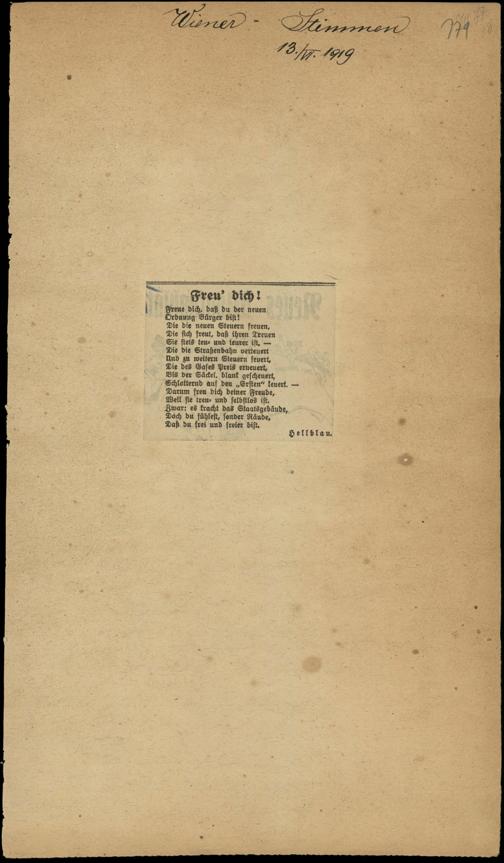 Wiener - Stimmen
779
13./VI. 1919
Freu' dich!
Freue dich, daß du der neuen
Ordnung Bürger bist!
Die die neuen Steuern freuen,
Die sich freut, daß ihren Treuen
Sie stets teu- und teurer ist, —
Die die Straßenbahn verteuert
Und zu weitern Steuern steuert,
Die des Gases Preis erneuert,
Bis der Säckel, blank gescheuert,
Schlotternd auf den „Ersten“ leuert. —
Darum freu dich deiner Freude,
Weil sie treu- und selbstlos ist.
Zwar: es kracht das Staatsgebäude,
Doch du fühlest, sonder Räude,
Daß du frei und freier bist.
Hellblau.